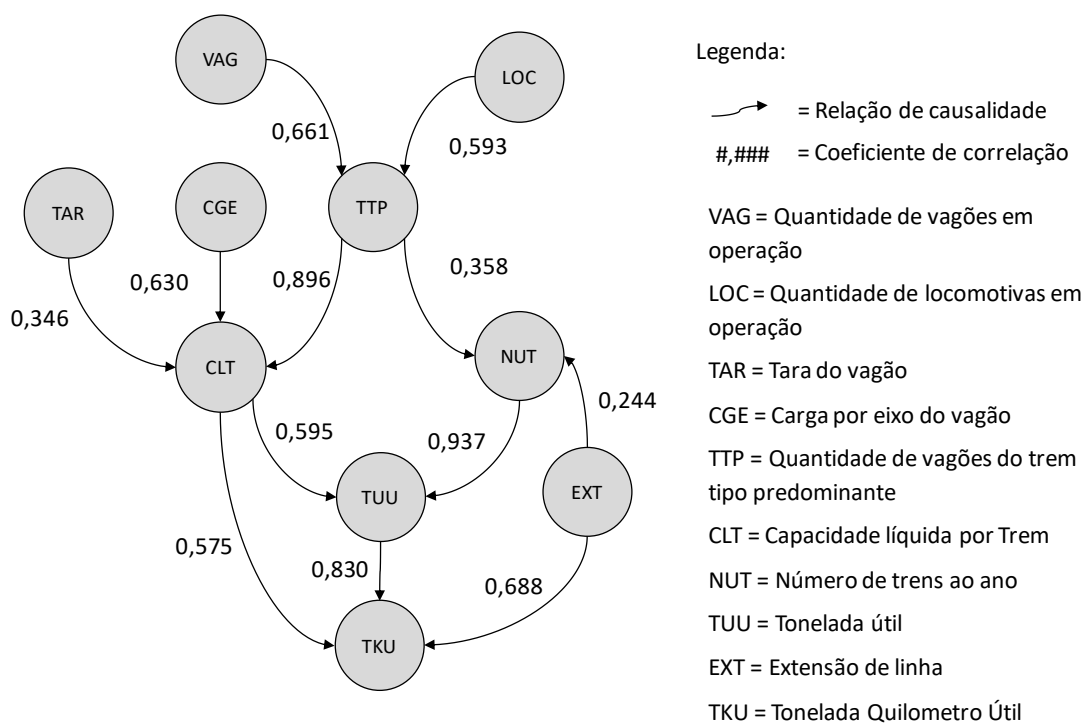 VAG
LOC
0,661
0,593
TAR
CGE
TTP
0,630
0,896
0,358
0,346
CLT
NUT
0,244
0,595
0,937
TUU
EXT
0,575
0,830
0,688
TKU
Legenda:
= Relação de causalidade
#,### = Coeficiente de correlação
VAG = Quantidade de vagões em
operação
LOC = Quantidade de locomotivas em
operação
TAR = Tara do vagão
CGE = Carga por eixo do vagão
TTP = Quantidade de vagões do trem
tipo predominante
CLT = Capacidade líquida por Trem
NUT = Número de trens ao ano
TUU = Tonelada útil
EXT = Extensão de linha
TKU = Tonelada Quilometro Útil